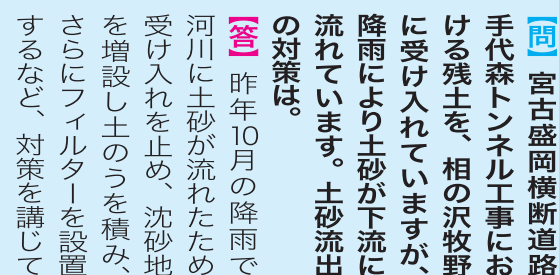 【問】宮古盛岡横断道路
手代森トンネル工事にお
ける残土を、相の沢牧野
に受け入れていますが、
降雨により土砂が下流に
流れています。土砂流出
の対策は。
【答】昨年10月の降雨で
河川に土砂が流れたため
受け入れを止め、沈砂地
を増設し土のうを積み、
さらにフィルターを設置
するなど、対策を講じて